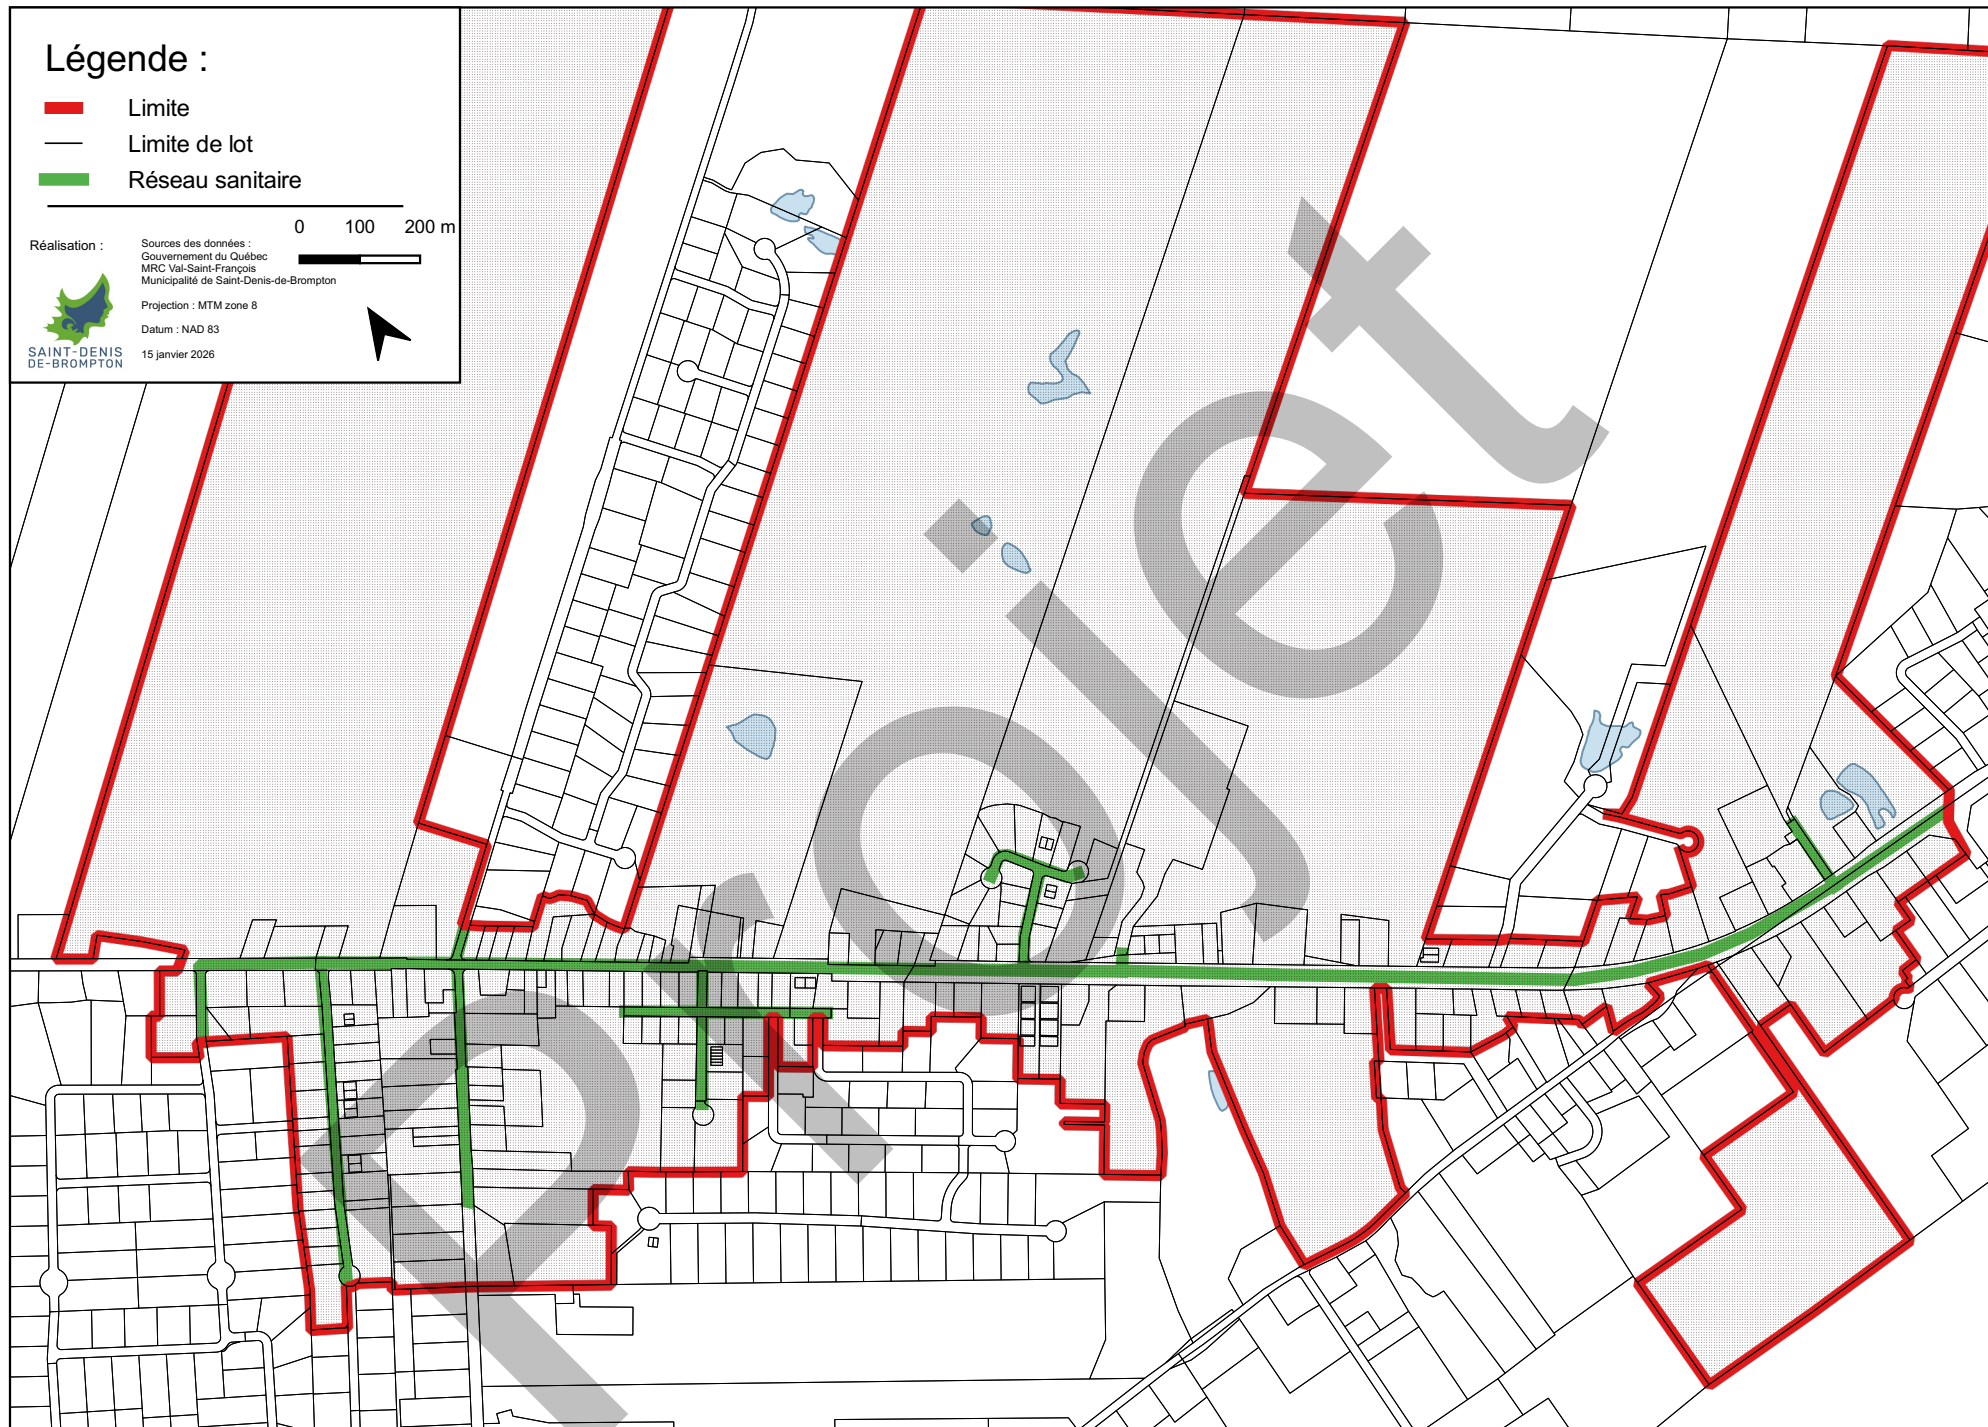 Légende :
Limite
Limite de lot
Réseau sanitaire
0 100 200 m
Réalisation :
Sources des données :
Gouvernement du Québec
MRC Val-Saint-François
Municipalité de Saint-Denis-de-Brompton
Projection : MTM zone 8
Datum : NAD 83
15 janvier 2026
SAINT-DENIS
DE-BROMPTON
Projet